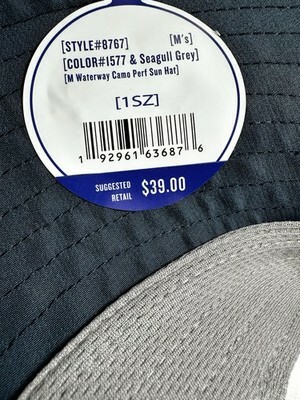 [STYLE#8767] [M's]
[COLOR#1577 & Seagull Grey]
[M Waterway Camo Perf Sun Hat]
[1SZ]
1 92961 63687 6
SUGGESTED
RETAIL $39.00